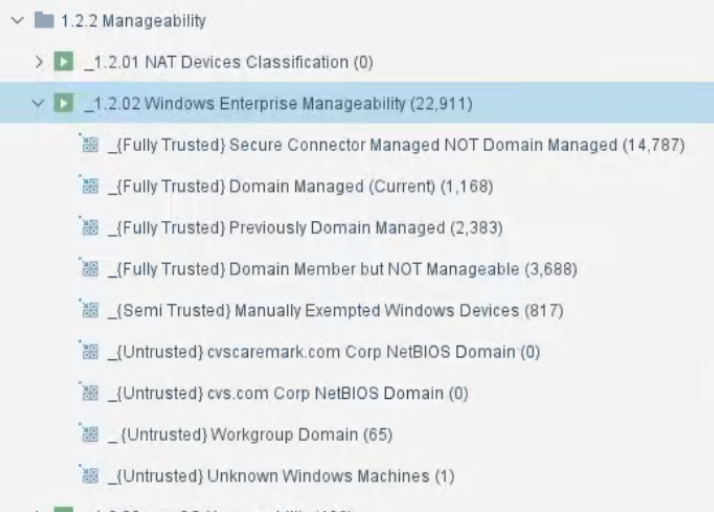 1.2.2 Manageability
_1.2.01 NAT Devices Classification (0)
_1.2.02 Windows Enterprise Manageability (22,911)
_{Fully Trusted} Secure Connector Managed NOT Domain Managed (14,787)
_{Fully Trusted} Domain Managed (Current) (1,168)
_{Fully Trusted} Previously Domain Managed (2,383)
_{Fully Trusted} Domain Member but NOT Manageable (3,688)
_{Semi Trusted} Manually Exempted Windows Devices (817)
_{Untrusted} cvscaremark.com Corp NetBIOS Domain (0)
_{Untrusted} cvs.com Corp NetBIOS Domain (0)
_ {Untrusted} Workgroup Domain (65)
_{Untrusted} Unknown Windows Machines (1)